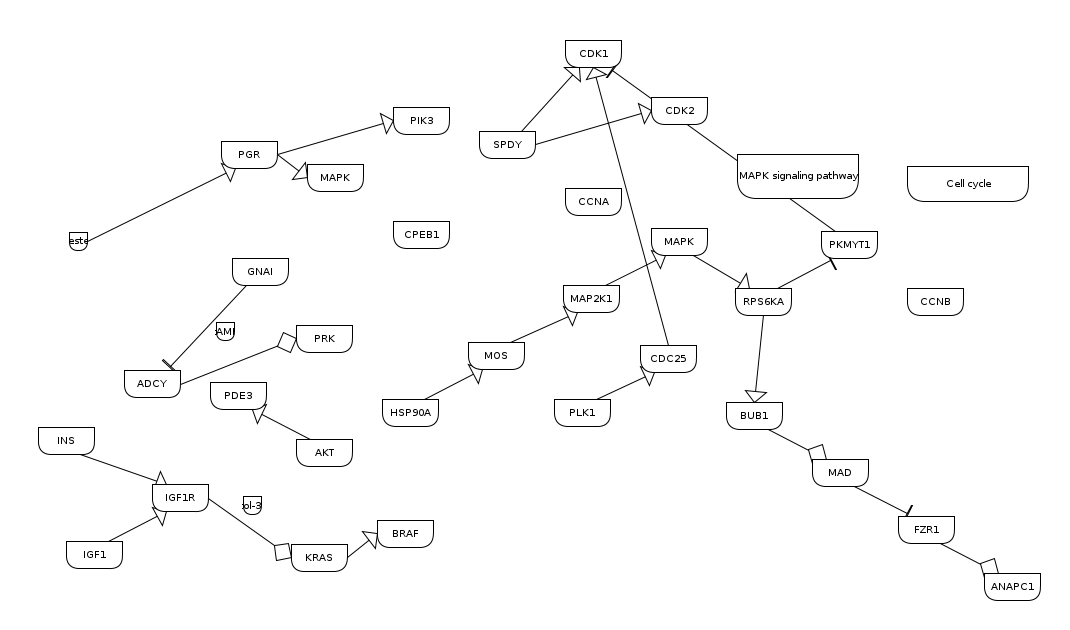 CDK1
CDK2
PIK3
SPDY
PGR
MAPK
MAPK signaling pathway
Cell cycle
CCNA
CPEB1
MAPK
PKMYT1
este
GNAI
MAP2K1
RPS6KA
CCNB
AMI
PRK
MOS
CDC25
ADCY
PDE3
HSP90A
PLK1
BUB1
INS
AKT
MAD
IGF1R
ol-3
BRAF
FZR1
IGF1
KRAS
ANAPC1